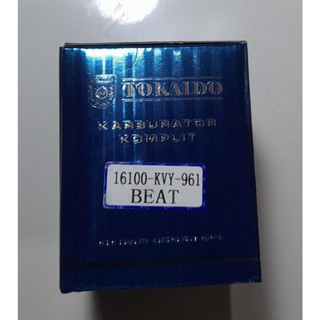 TOKAIDO
KARBURATOR
KOMPLIT
16100-KVY-961
BEAT